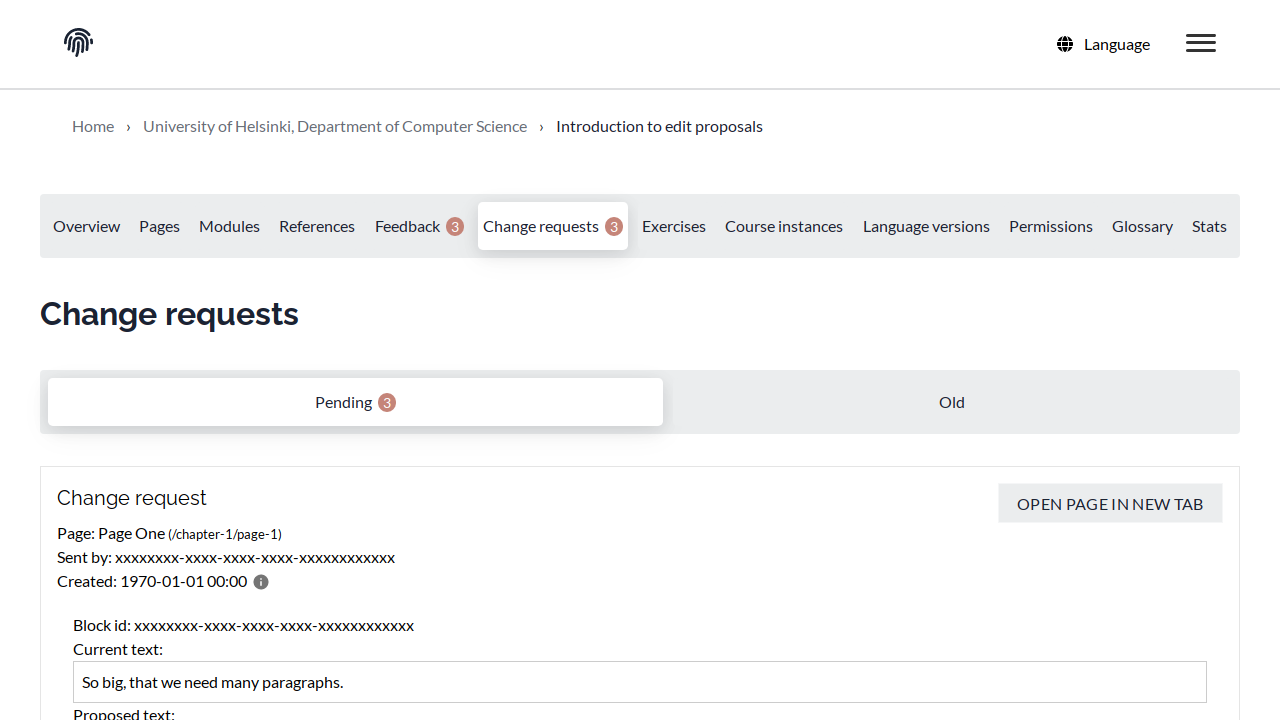 Language
Home › University of Helsinki, Department of Computer Science › Introduction to edit proposals
Overview Pages Modules References Feedback 3 Change requests 3 Exercises Course instances Language versions Permissions Glossary Stats
Change requests
Pending 3 Old
Change request
OPEN PAGE IN NEW TAB
Page: Page One (/chapter-1/page-1)
Sent by: xxxxxxxx-xxxx-xxxx-xxxx-xxxxxxxxxxxx
Created: 1970-01-01 00:00
Block id: xxxxxxxx-xxxx-xxxx-xxxx-xxxxxxxxxxxx
Current text:
So big, that we need many paragraphs.
Proposed text: